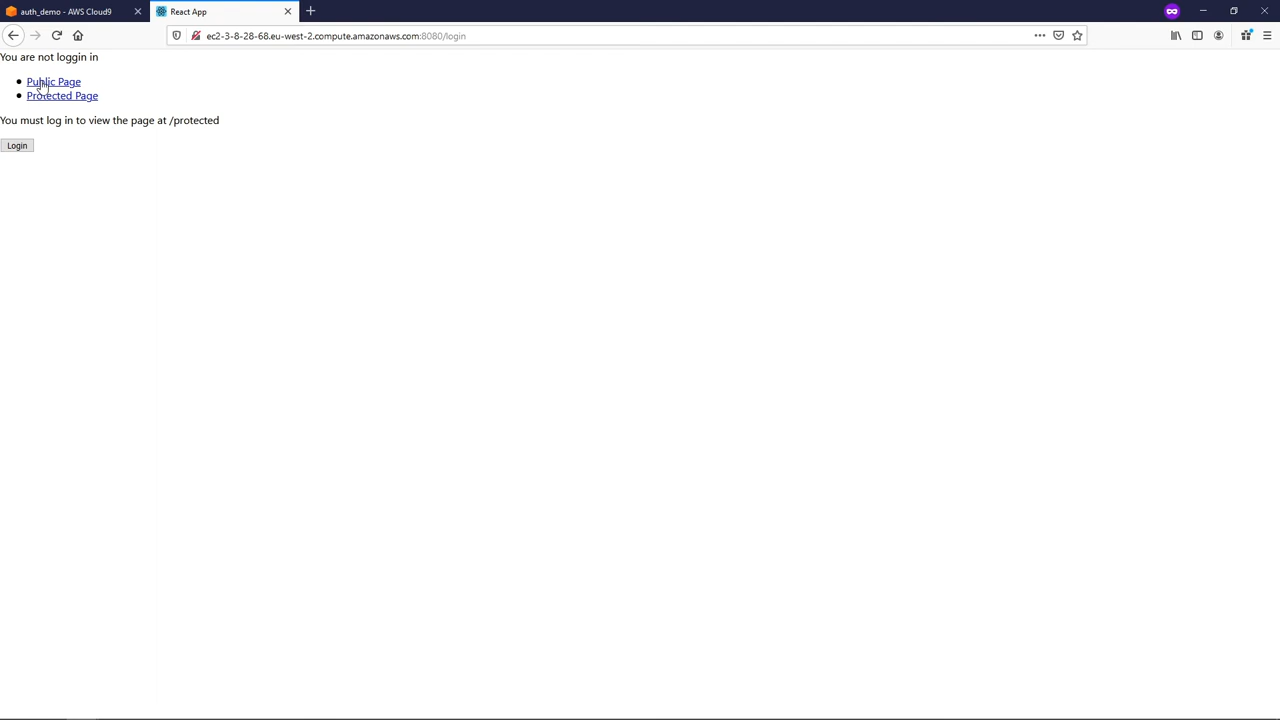 auth_demo - AWS Cloud9
React App
ec2-3-8-28-68.eu-west-2.compute.amazonaws.com:8080/login
You are not loggin in
Public Page
Protected Page
You must log in to view the page at /protected
Login